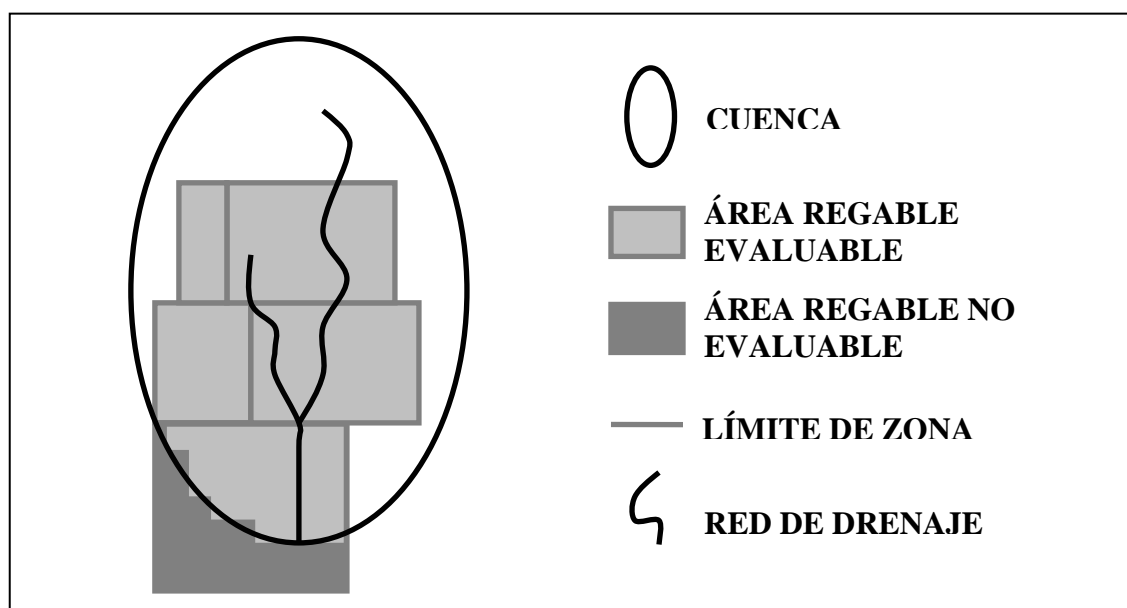 CUENCA
ÁREA REGABLE
EVALUABLE
ÁREA REGABLE NO
EVALUABLE
LÍMITE DE ZONA
RED DE DRENAJE